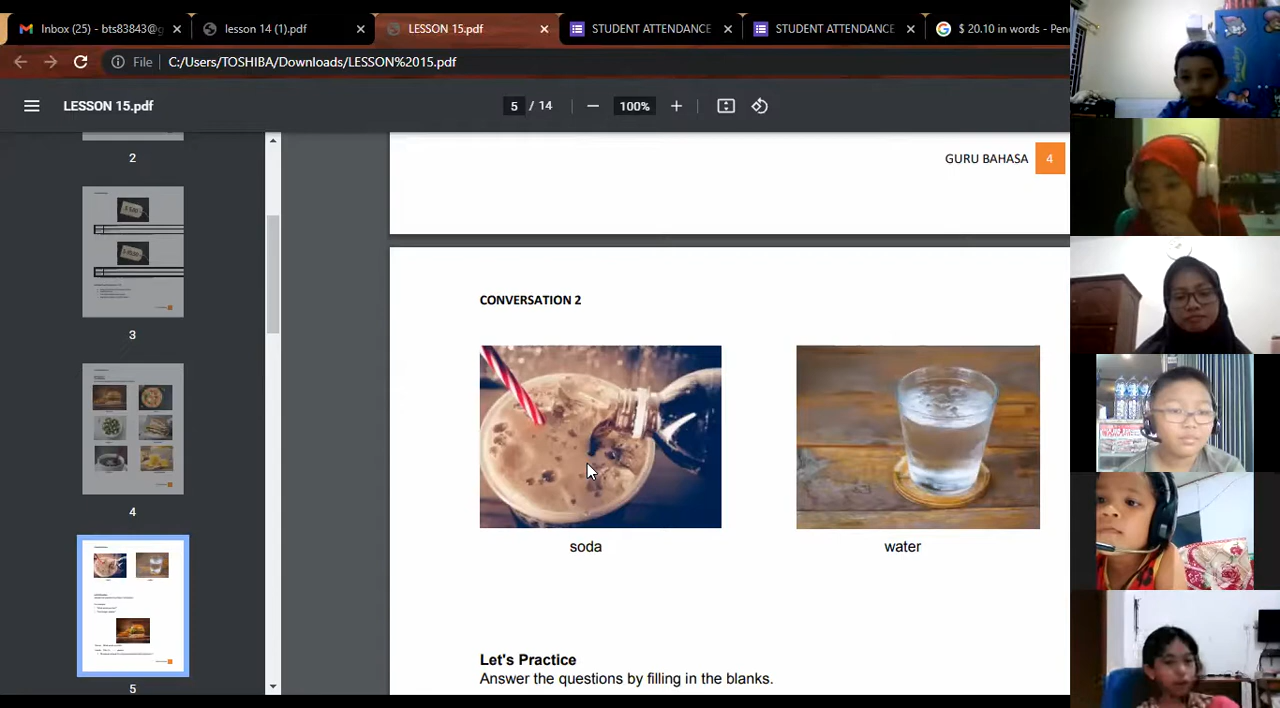 Inbox (25) - bts83843@g
lesson 14 (1).pdf
LESSON 15.pdf
STUDENT ATTENDANCE
STUDENT ATTENDANCE
$ 20.10 in words - Pen
File
C:/Users/TOSHIBA/Downloads/LESSON%2015.pdf
LESSON 15.pdf
5 / 14
100%
2
3
4
5
GURU BAHASA 4
CONVERSATION 2
soda
water
Let's Practice
Answer the questions by filling in the blanks.